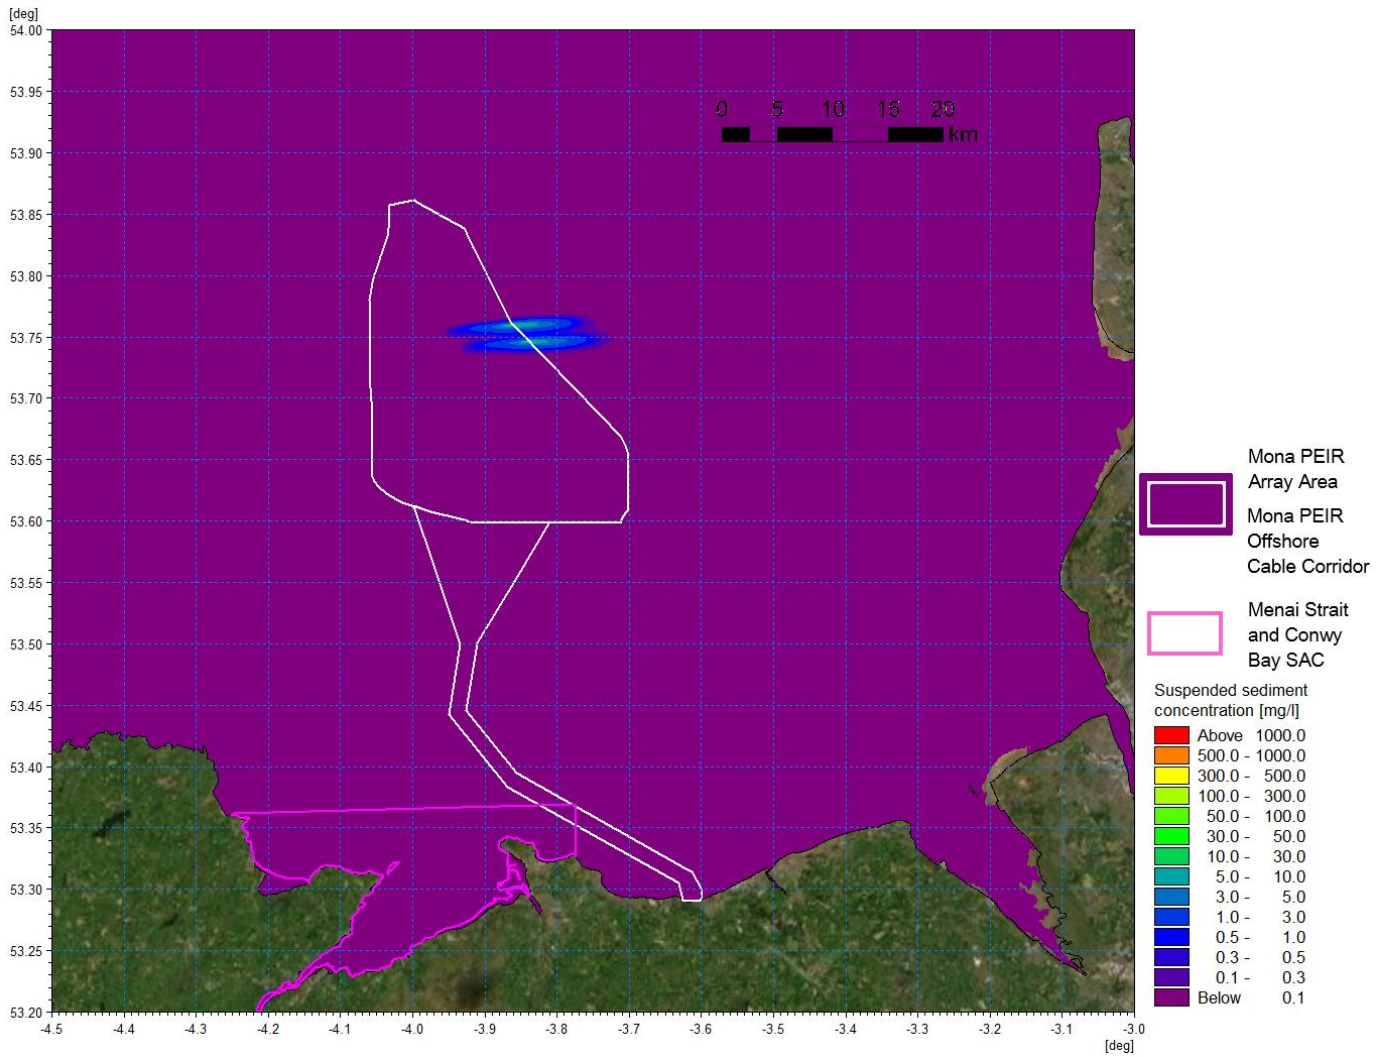 [deg]
54.00
53.95
53.90
53.85
53.80
53.75
53.70
53.65
53.60
53.55
53.50
53.45
53.40
53.35
53.30
53.25
53.20
0 5 10 15 20
km
-4.5 -4.4 -4.3 -4.2 -4.1 -4.0 -3.9 -3.8 -3.7 -3.6 -3.5 -3.4 -3.3 -3.2 -3.1 -3.0
[deg]
Mona PEIR
Array Area
Mona PEIR
Offshore
Cable Corridor
Menai Strait
and Conwy
Bay SAC
Suspended sediment
concentration [mg/l]
Above 1000.0
500.0 - 1000.0
300.0 - 500.0
100.0 - 300.0
50.0 - 100.0
30.0 - 50.0
10.0 - 30.0
5.0 - 10.0
3.0 - 5.0
1.0 - 3.0
0.5 - 1.0
0.3 - 0.5
0.1 - 0.3
Below 0.1